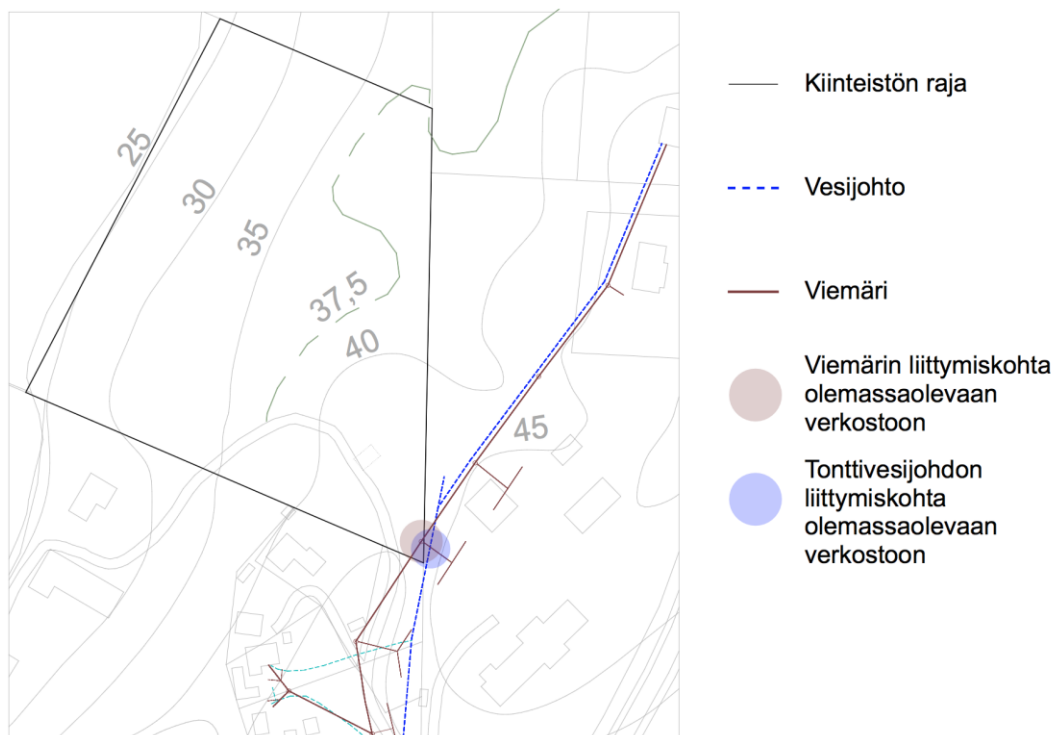 25
30
35
37,5
40
45
Kiinteistön raja
Vesijohto
Viemäri
Viemärin liittymiskohta
olemassaolevaan
verkostoon
Tonttivesijohdon
liittymiskohta
olemassaolevaan
verkostoon